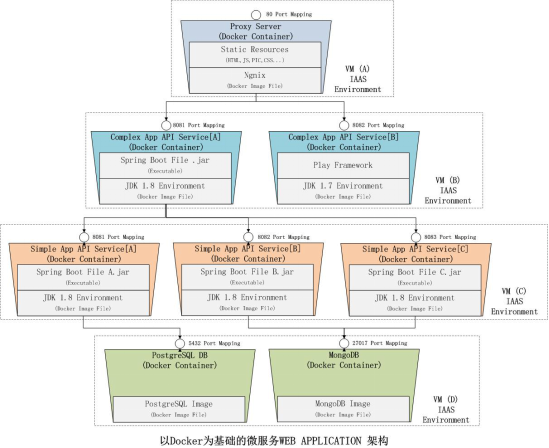 80 Port Mapping
Proxy Server
(Docker Container)
Static Resources
(HTML,JS,PIC,CSS...)
Ngnix
(Docker Image File)
VM (A)
IAAS
Environment
8081 Port Mapping
8082 Port Mapping
Complex App API Service[A]
(Docker Container)
Spring Boot File .jar
(Executable)
JDK 1.8 Environment
(Docker Image File)
Complex App API Service[B]
(Docker Container)
Play Framework
JDK 1.7 Environment
(Docker Image File)
VM (B)
IAAS
Environment
8081 Port Mapping
8082 Port Mapping
8083 Port Mapping
Simple App API Service[A]
(Docker Container)
Spring Boot File A.jar
(Executable)
JDK 1.8 Environment
(Docker Image File)
Simple App API Service[B]
(Docker Container)
Spring Boot File B.jar
(Executable)
JDK 1.8 Environment
(Docker Image File)
Simple App API Service[C]
(Docker Container)
Spring Boot File C.jar
(Executable)
JDK 1.8 Environment
(Docker Image File)
VM (C)
IAAS
Environment
5432 Port Mapping
27017 Port Mapping
PostgreSQL DB
(Docker Container)
PostgreSQL Image
(Docker Image File)
MongoDB
(Docker Container)
MongoDB Image
(Docker Image File)
VM (D)
IAAS
Environment
以Docker为基础的微服务WEB APPLICATION 架构